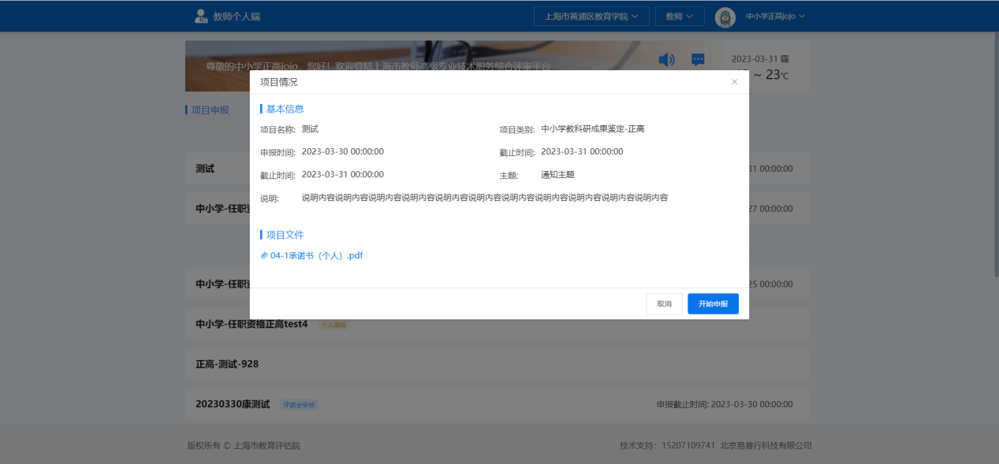 教师个人端
上海市黄浦区教育学院 教师 中小学正高jojo
尊敬的中小学正高jojo，您好！欢迎登陆上海市教师高级专业技术职务综合评审平台
2023-03-31 霾
~ 23℃
项目申报
项目情况
基本信息
项目名称: 测试 项目类别: 中小学教科研成果鉴定-正高
申报时间: 2023-03-30 00:00:00 截止时间: 2023-03-31 00:00:00
截止时间: 2023-03-31 00:00:00 主题: 通知主题
说明: 说明内容说明内容说明内容说明内容说明内容说明内容说明内容说明内容说明内容说明内容说明内容
项目文件
04-1承诺书（个人）.pdf
取消 开始申报
测试 31 00:00:00
中小学-任职资 27 00:00:00
中小学-任职资 25 00:00:00
中小学-任职资格正高test4 个人填报
正高-测试-928
20230330康测试 评委会审核 申报截止时间: 2023-03-30 00:00:00
版权所有 © 上海市教育评估院 技术支持：15207109741 北京易普行科技有限公司